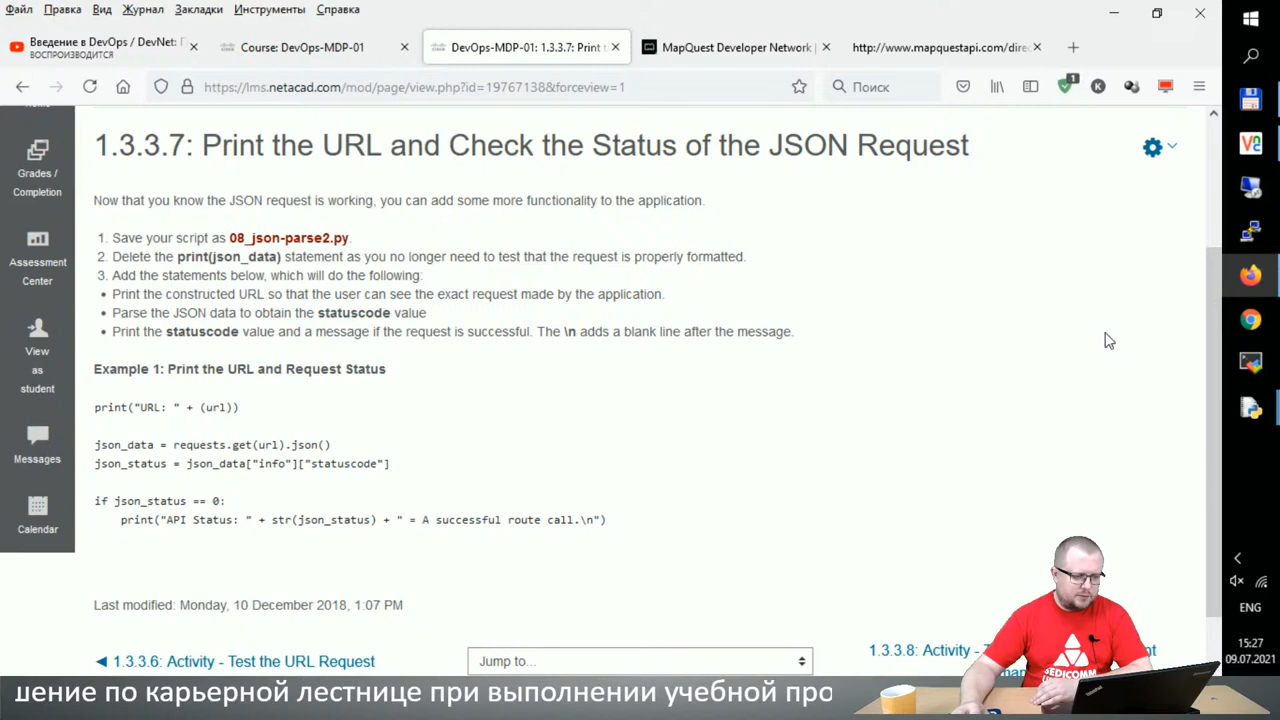 Файл Правка Вид Журнал Закладки Инструменты Справка
Введение в DevOps / DevNet:
ВОСПРОИЗВОДИТСЯ
Course: DevOps-MDP-01
DevOps-MDP-01: 1.3.3.7: Print t
MapQuest Developer Network |
http://www.mapquestapi.com/dire
https://lms.netacad.com/mod/page/view.php?id=19767138&forceview=1
Поиск
1
Grades /
Completion
Assessment
Center
View
as
student
Messages
Calendar
1.3.3.7: Print the URL and Check the Status of the JSON Request
Now that you know the JSON request is working, you can add some more functionality to the application.
1. Save your script as 08_json-parse2.py.
2. Delete the print(json_data) statement as you no longer need to test that the request is properly formatted.
3. Add the statements below, which will do the following:
• Print the constructed URL so that the user can see the exact request made by the application.
• Parse the JSON data to obtain the statuscode value
• Print the statuscode value and a message if the request is successful. The \n adds a blank line after the message.
Example 1: Print the URL and Request Status
print("URL: " + (url))
json_data = requests.get(url).json()
json_status = json_data["info"]["statuscode"]
if json_status == 0:
    print("API Status: " + str(json_status) + " = A successful route call.\n")
Last modified: Monday, 10 December 2018, 1:07 PM
◄ 1.3.3.6: Activity - Test the URL Request
Jump to...
1.3.3.8: Activity -
ENG
15:27
09.07.2021
SEDICOMM
шение по карьерной лестнице при выполнении учебной про